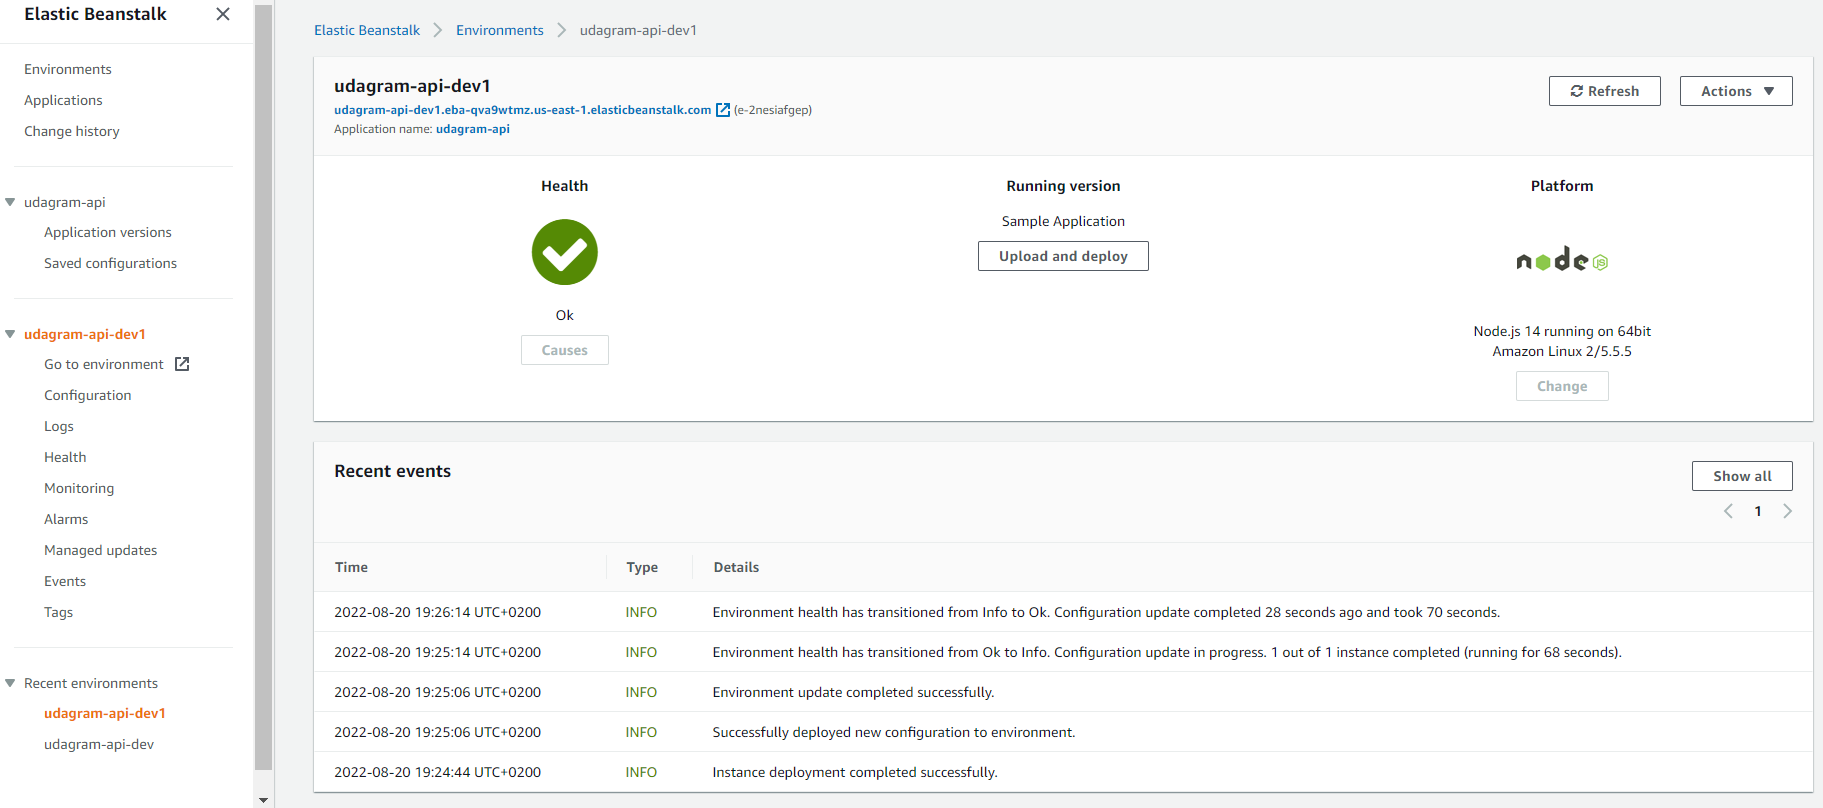 Elastic Beanstalk
Environments
Applications
Change history
udagram-api
Application versions
Saved configurations
udagram-api-dev1
Go to environment
Configuration
Logs
Health
Monitoring
Alarms
Managed updates
Events
Tags
Recent environments
udagram-api-dev1
udagram-api-dev
Elastic Beanstalk Environments udagram-api-dev1
udagram-api-dev1
udagram-api-dev1.eba-qva9wtmz.us-east-1.elasticbeanstalk.com (e-2nesiafgep)
Application name: udagram-api
Refresh
Actions
Health
Ok
Causes
Running version
Sample Application
Upload and deploy
Platform
node JS
Node.js 14 running on 64bit
Amazon Linux 2/5.5.5
Change
Recent events
Show all
1
Time Type Details
2022-08-20 19:26:14 UTC+0200 INFO Environment health has transitioned from Info to Ok. Configuration update completed 28 seconds ago and took 70 seconds.
2022-08-20 19:25:14 UTC+0200 INFO Environment health has transitioned from Ok to Info. Configuration update in progress. 1 out of 1 instance completed (running for 68 seconds).
2022-08-20 19:25:06 UTC+0200 INFO Environment update completed successfully.
2022-08-20 19:25:06 UTC+0200 INFO Successfully deployed new configuration to environment.
2022-08-20 19:24:44 UTC+0200 INFO Instance deployment completed successfully.